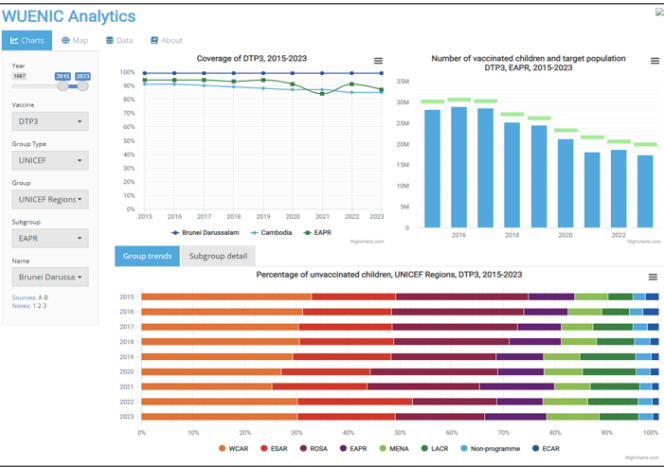 WUENIC Analytics
Charts
Map
Data
About
Year
1997
2015
2023
Vaccine
DTP3
Group Type
UNICEF
Group
UNICEF Regions
Subgroup
EAPR
Name
Brunei Darussa
Sources: A B
Notes: 1 2 3
Coverage of DTP3, 2015-2023
100%
90%
80%
70%
60%
50%
40%
30%
20%
10%
0%
2015 2016 2017 2018 2019 2020 2021 2022 2023
Brunei Darussalam Cambodia EAPR
Highcharts.com
Number of vaccinated children and target population
DTP3, EAPR, 2015-2023
35M
30M
25M
20M
15M
10M
5M
0
2016 2018 2020 2022
Highcharts.com
Group trends
Subgroup detail
Percentage of unvaccinated children, UNICEF Regions, DTP3, 2015-2023
2015
2016
2017
2018
2019
2020
2021
2022
2023
0% 10% 20% 30% 40% 50% 60% 70% 80% 90% 100%
WCAR ESAR ROSA EAPR MENA LACR Non-programme ECAR
Highcharts.com